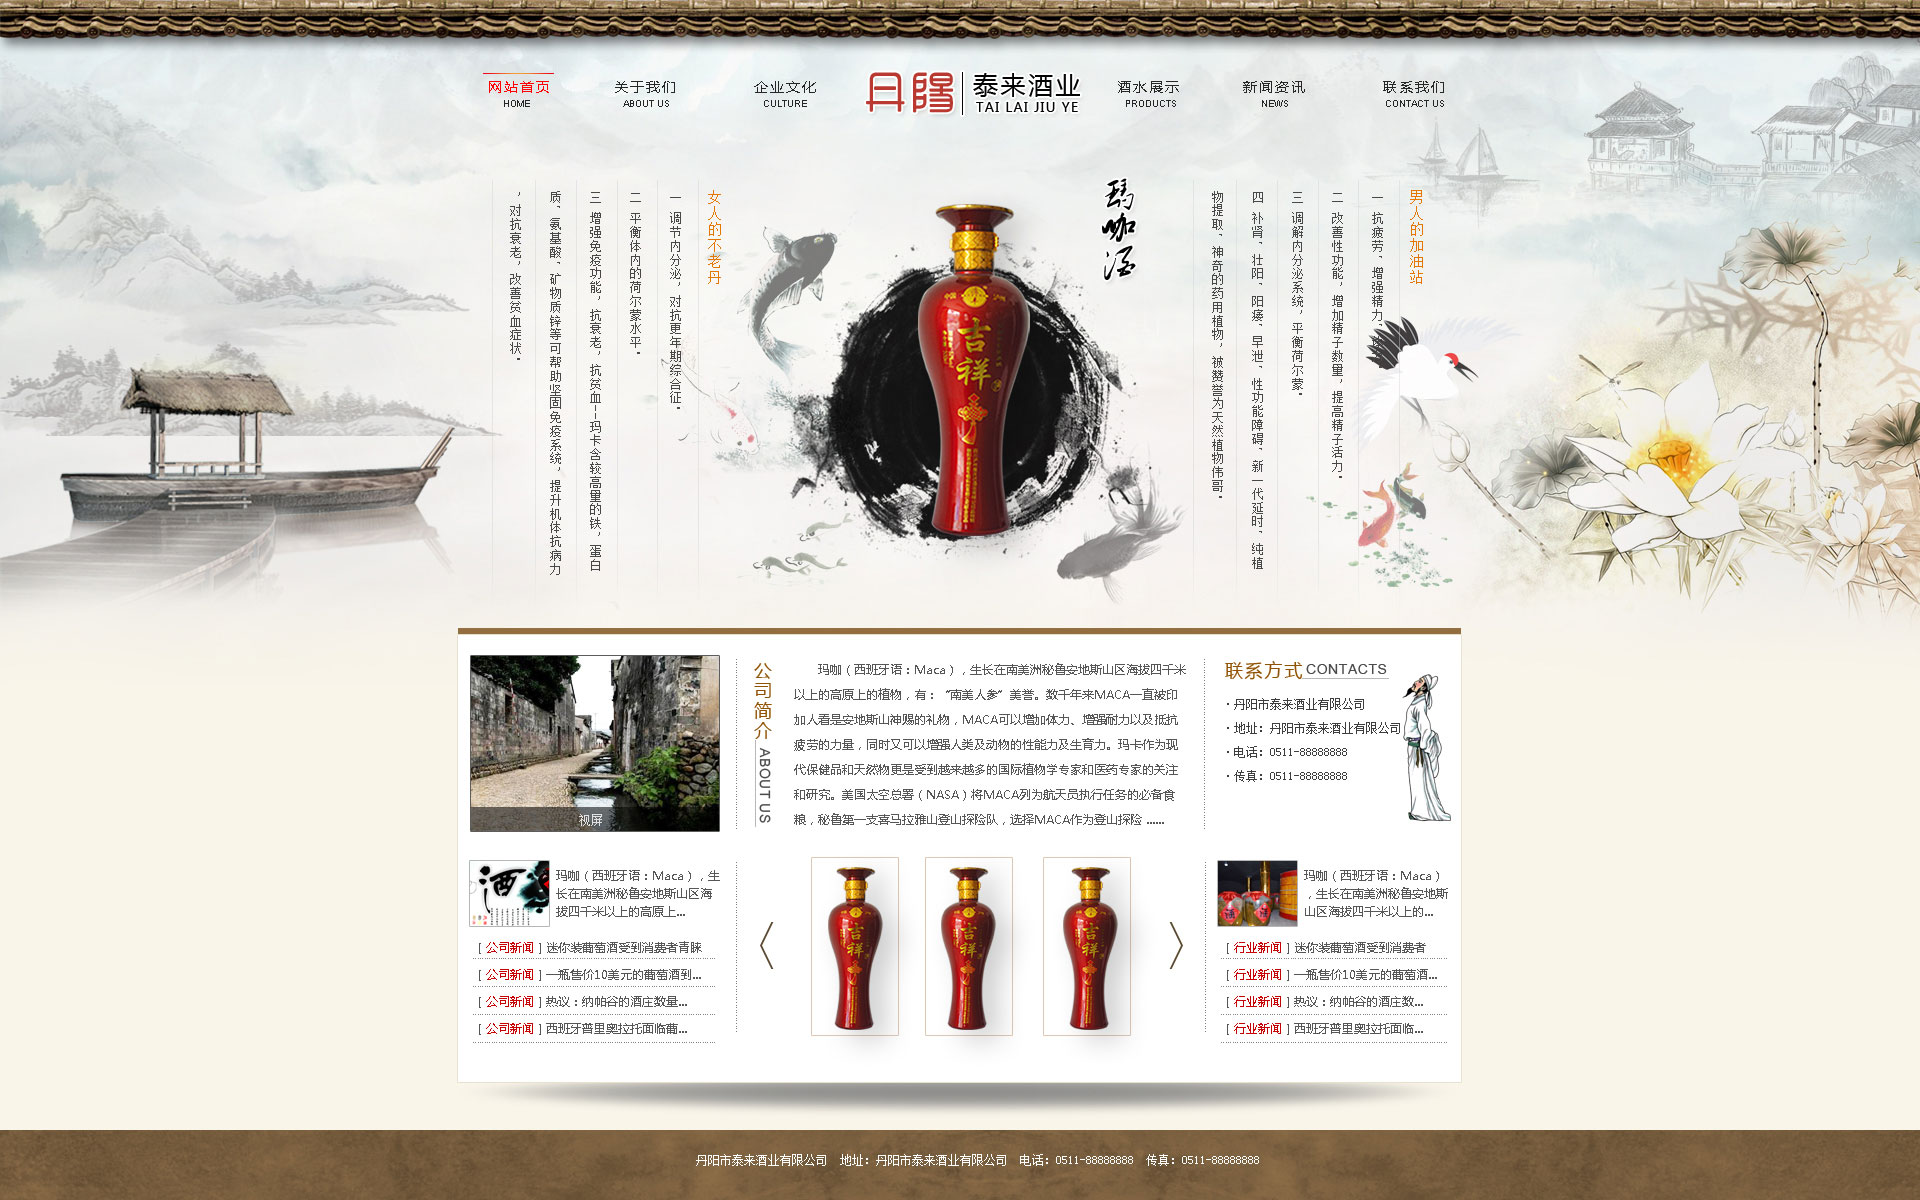 网站首页
HOME
关于我们
ABOUT US
企业文化
CULTURE
丹陽
泰来酒业
TAI LAI JIU YE
酒水展示
PRODUCTS
新闻资讯
NEWS
联系我们
CONTACT US
男人的加油站
一 抗疲劳，增强精力，
二 改善性功能，增加精子数量，提高精子活力。
三 调解内分泌系统，平衡荷尔蒙。
四 补肾，壮阳，阳痿，早泄，性功能障碍，新一代延时，纯植
物提取，神奇的药用植物，被赞誉为天然植物伟哥。
玛咖酒
吉祥
女人的不老丹
一 调节内分泌，对抗更年期综合征。
二 平衡体内的荷尔蒙水平。
三 增强免疫功能，抗衰老，抗贫血--玛卡含较高量的铁，蛋白
质，氨基酸，矿物质锌等可帮助坚固免疫系统，提升机体抗病力
，对抗衰老，改善贫血症状。
视屏
公司简介
ABOUT US
玛咖（西班牙语：Maca），生长在南美洲秘鲁安地斯山区海拔四千米
以上的高原上的植物，有：“南美人参”美誉。数千年来MACA一直被印
加人看是安地斯山神赐的礼物，MACA可以增加体力、增强耐力以及抵抗
疲劳的力量，同时又可以增强人类及动物的性能力及生育力。玛卡作为现
代保健品和天然物更是受到越来越多的国际植物学专家和医药专家的关注
和研究。美国太空总署（NASA）将MACA列为航天员执行任务的必备食
粮，秘鲁第一支喜马拉雅山登山探险队，选择MACA作为登山探险 ......
联系方式 CONTACTS
· 丹阳市泰来酒业有限公司
· 地址：丹阳市泰来酒业有限公司
· 电话：0511-88888888
· 传真：0511-88888888
酒
玛咖（西班牙语：Maca），生
长在南美洲秘鲁安地斯山区海
拔四千米以上的高原上...
[ 公司新闻 ] 迷你装葡萄酒受到消费者青睐
[ 公司新闻 ] 一瓶售价10美元的葡萄酒到...
[ 公司新闻 ] 热议：纳帕谷的酒庄数量...
[ 公司新闻 ] 西班牙普里奥拉托面临葡...
吉祥
吉祥
吉祥
玛咖（西班牙语：Maca）
，生长在南美洲秘鲁安地斯
山区海拔四千米以上的...
[ 行业新闻 ] 迷你装葡萄酒受到消费者
[ 行业新闻 ] 一瓶售价10美元的葡萄酒...
[ 行业新闻 ] 热议：纳帕谷的酒庄数...
[ 行业新闻 ] 西班牙普里奥拉托面临...
丹阳市泰来酒业有限公司 地址：丹阳市泰来酒业有限公司 电话：0511-88888888 传真：0511-88888888